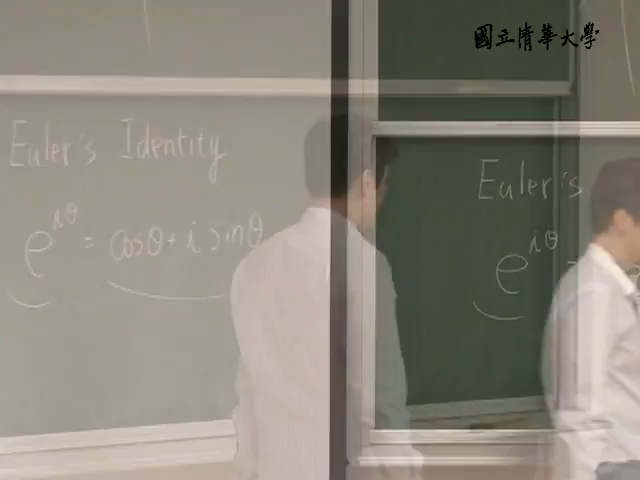 國立清華大學
Euler's Identity
e^{iθ} = cosθ + i sinθ
Euler's
e^{iθ} =